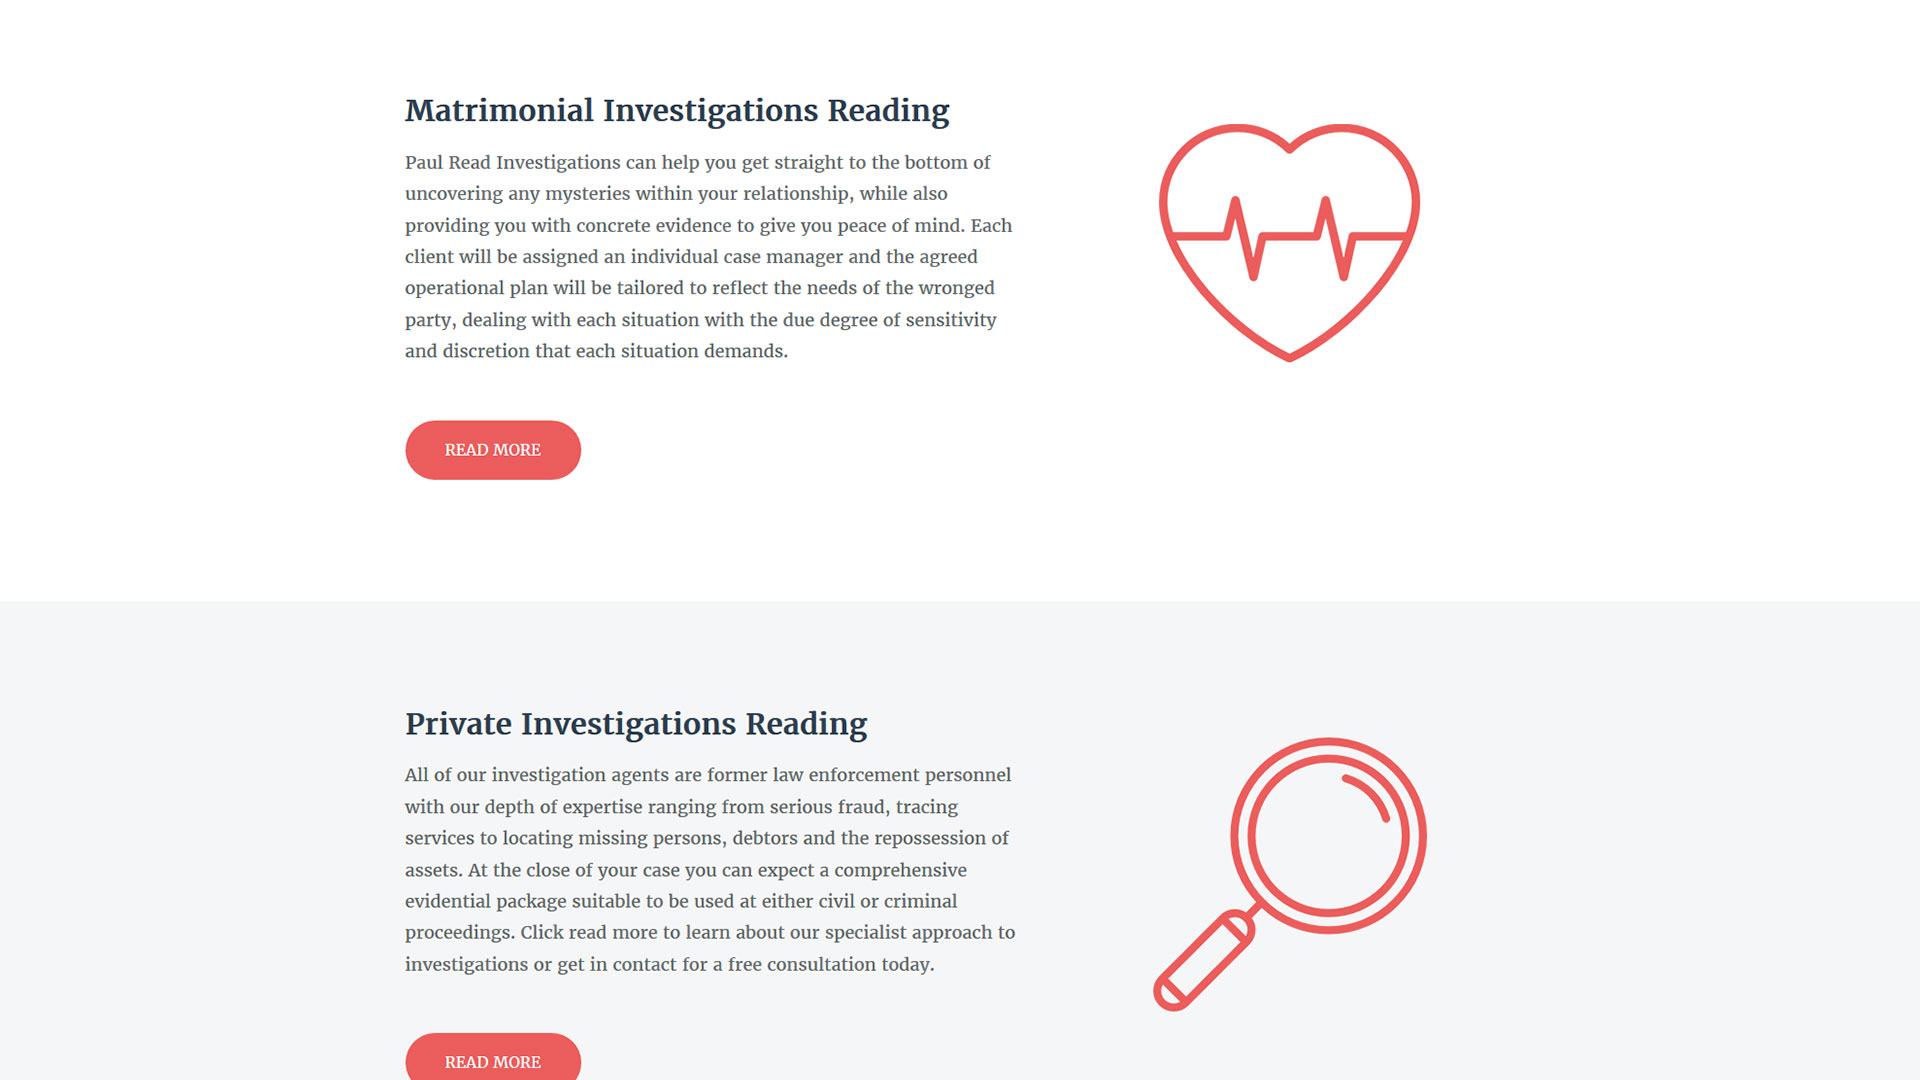 Matrimonial Investigations Reading
Paul Read Investigations can help you get straight to the bottom of
uncovering any mysteries within your relationship, while also
providing you with concrete evidence to give you peace of mind. Each
client will be assigned an individual case manager and the agreed
operational plan will be tailored to reflect the needs of the wronged
party, dealing with each situation with the due degree of sensitivity
and discretion that each situation demands.
READ MORE
Private Investigations Reading
All of our investigation agents are former law enforcement personnel
with our depth of expertise ranging from serious fraud, tracing
services to locating missing persons, debtors and the repossession of
assets. At the close of your case you can expect a comprehensive
evidential package suitable to be used at either civil or criminal
proceedings. Click read more to learn about our specialist approach to
investigations or get in contact for a free consultation today.
READ MORE